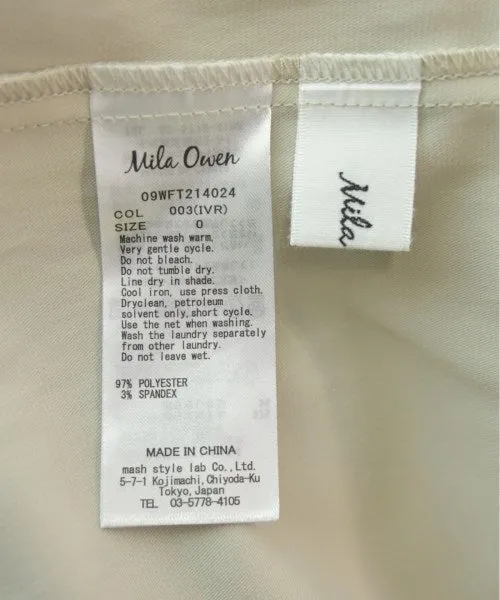 Mila Owen
09WFT214024
COL 003(IVR)
SIZE 0
Machine wash warm,
Very gentle cycle.
Do not bleach.
Do not tumble dry.
Line dry in shade.
Cool iron, use press cloth.
Dryclean, petroleum
solvent only,short cycle.
Use the net when washing.
Wash the laundry separately
from other laundry.
Do not leave wet.
97% POLYESTER
3% SPANDEX
MADE IN CHINA
mash style lab Co.,Ltd.
5-7-1 Kojimachi,Chiyoda-Ku
Tokyo,Japan
TEL 03-5778-4105
Mila